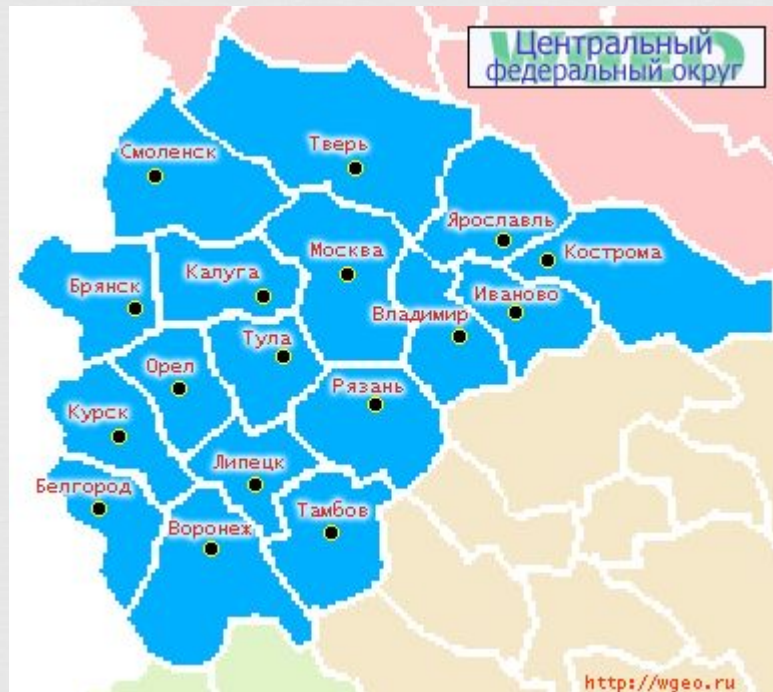 WGEO
Центральный
федеральный округ
Тверь
Смоленск
Ярославль
Москва
Кострома
Калуга
Брянск
Иваново
Владимир
Тула
Орел
Рязань
Курск
Липецк
Белгород
Тамбов
Воронеж
http://wgeo.ru